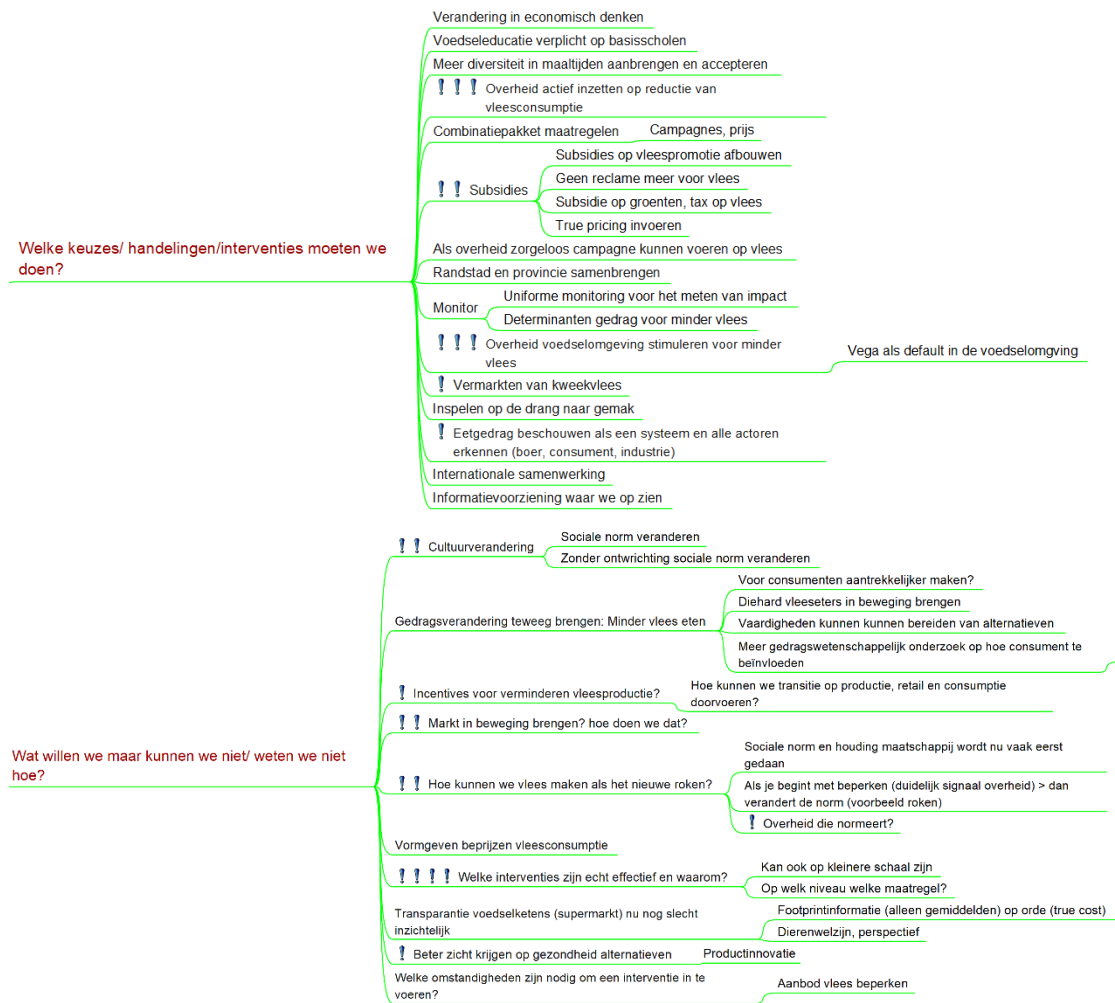 Verandering in economisch denken
Voedseleducatie verplicht op basisscholen
Meer diversiteit in maaltijden aanbrengen en accepteren
Overheid actief inzetten op reductie van
vleesconsumptie
Combinatiepakket maatregelen
Campagnes, prijs
Subsidies
Subsidies op vleespromotie afbouwen
Geen reclame meer voor vlees
Subsidie op groenten, tax op vlees
True pricing invoeren
Welke keuzes/ handelingen/interventies moeten we
doen?
Als overheid zorgeloos campagne kunnen voeren op vlees
Randstad en provincie samenbrengen
Monitor
Uniforme monitoring voor het meten van impact
Determinanten gedrag voor minder vlees
Overheid voedselomgeving stimuleren voor minder
vlees
Vega als default in de voedselomgving
Vermarkten van kweekvlees
Inspelen op de drang naar gemak
Eetgedrag beschouwen als een systeem en alle actoren
erkennen (boer, consument, industrie)
Internationale samenwerking
Informatievoorziening waar we op zien
Cultuurverandering
Sociale norm veranderen
Zonder ontwrichting sociale norm veranderen
Gedragsverandering teweeg brengen: Minder vlees eten
Voor consumenten aantrekkelijker maken?
Diehard vleeseters in beweging brengen
Vaardigheden kunnen kunnen bereiden van alternatieven
Meer gedragswetenschappelijk onderzoek op hoe consument te
beïnvloeden
Incentives voor verminderen vleesproductie?
Hoe kunnen we transitie op productie, retail en consumptie
doorvoeren?
Markt in beweging brengen? hoe doen we dat?
Wat willen we maar kunnen we niet/ weten we niet
hoe?
Hoe kunnen we vlees maken als het nieuwe roken?
Sociale norm en houding maatschappij wordt nu vaak eerst
gedaan
Als je begint met beperken (duidelijk signaal overheid) > dan
verandert de norm (voorbeeld roken)
Overheid die normeert?
Vormgeven beprijzen vleesconsumptie
Welke interventies zijn echt effectief en waarom?
Kan ook op kleinere schaal zijn
Op welk niveau welke maatregel?
Transparantie voedselketens (supermarkt) nu nog slecht
inzichtelijk
Footprintinformatie (alleen gemiddelden) op orde (true cost)
Dierenwelzijn, perspectief
Beter zicht krijgen op gezondheid alternatieven
Productinnovatie
Welke omstandigheden zijn nodig om een interventie in te
voeren?
Aanbod vlees beperken